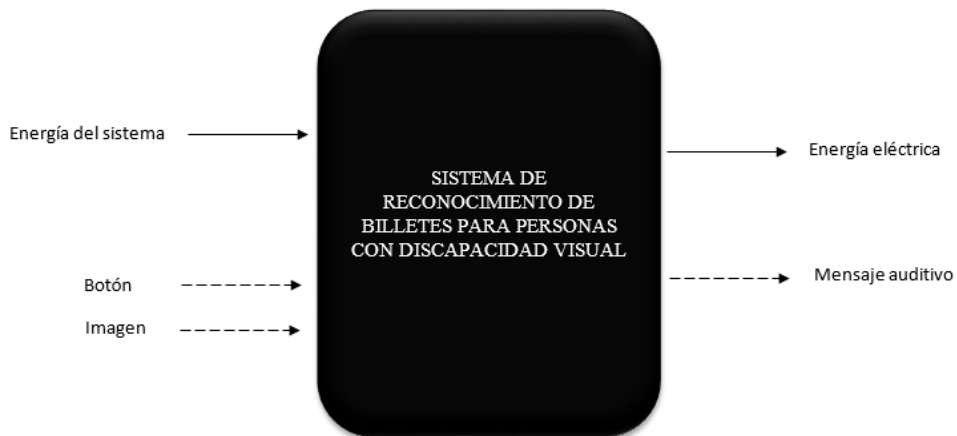 Energía del sistema
Botón
Imagen
SISTEMA DE
RECONOCIMIENTO DE
BILLETES PARA PERSONAS
CON DISCAPACIDAD VISUAL
Energía eléctrica
Mensaje auditivo